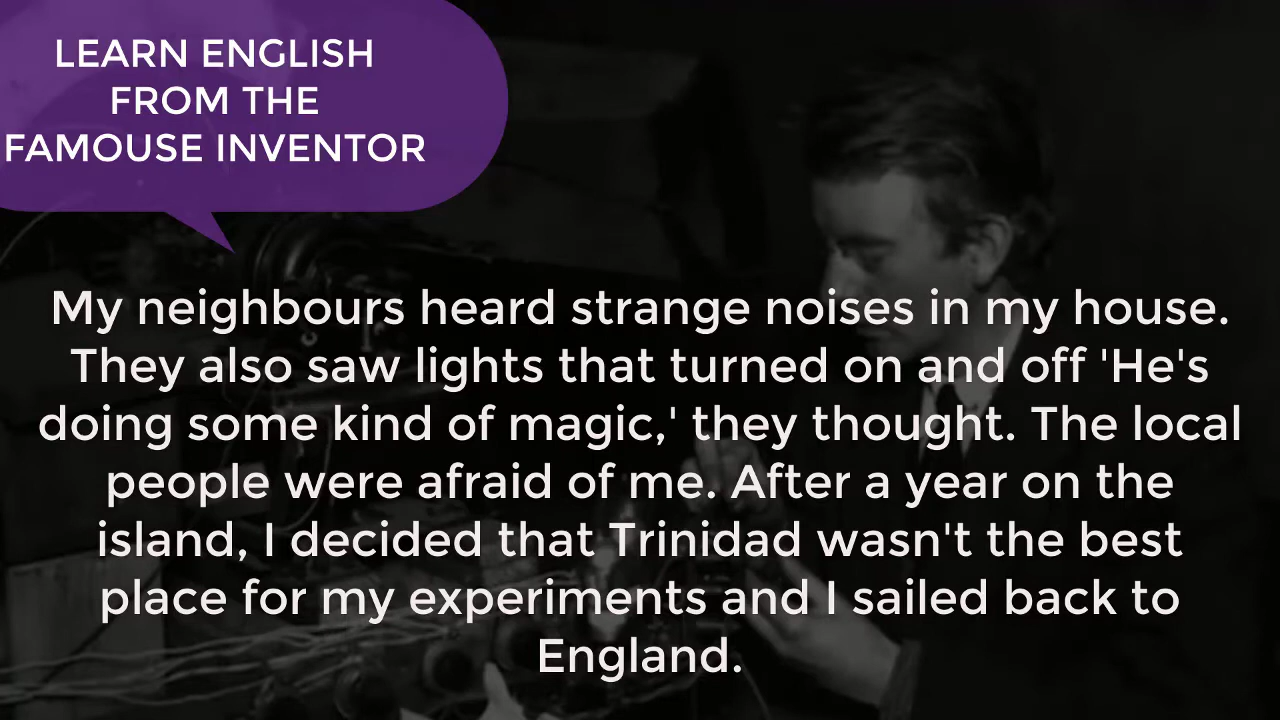 LEARN ENGLISH
FROM THE
FAMOUSE INVENTOR
My neighbours heard strange noises in my house.
They also saw lights that turned on and off 'He's
doing some kind of magic,' they thought. The local
people were afraid of me. After a year on the
island, I decided that Trinidad wasn't the best
place for my experiments and I sailed back to
England.